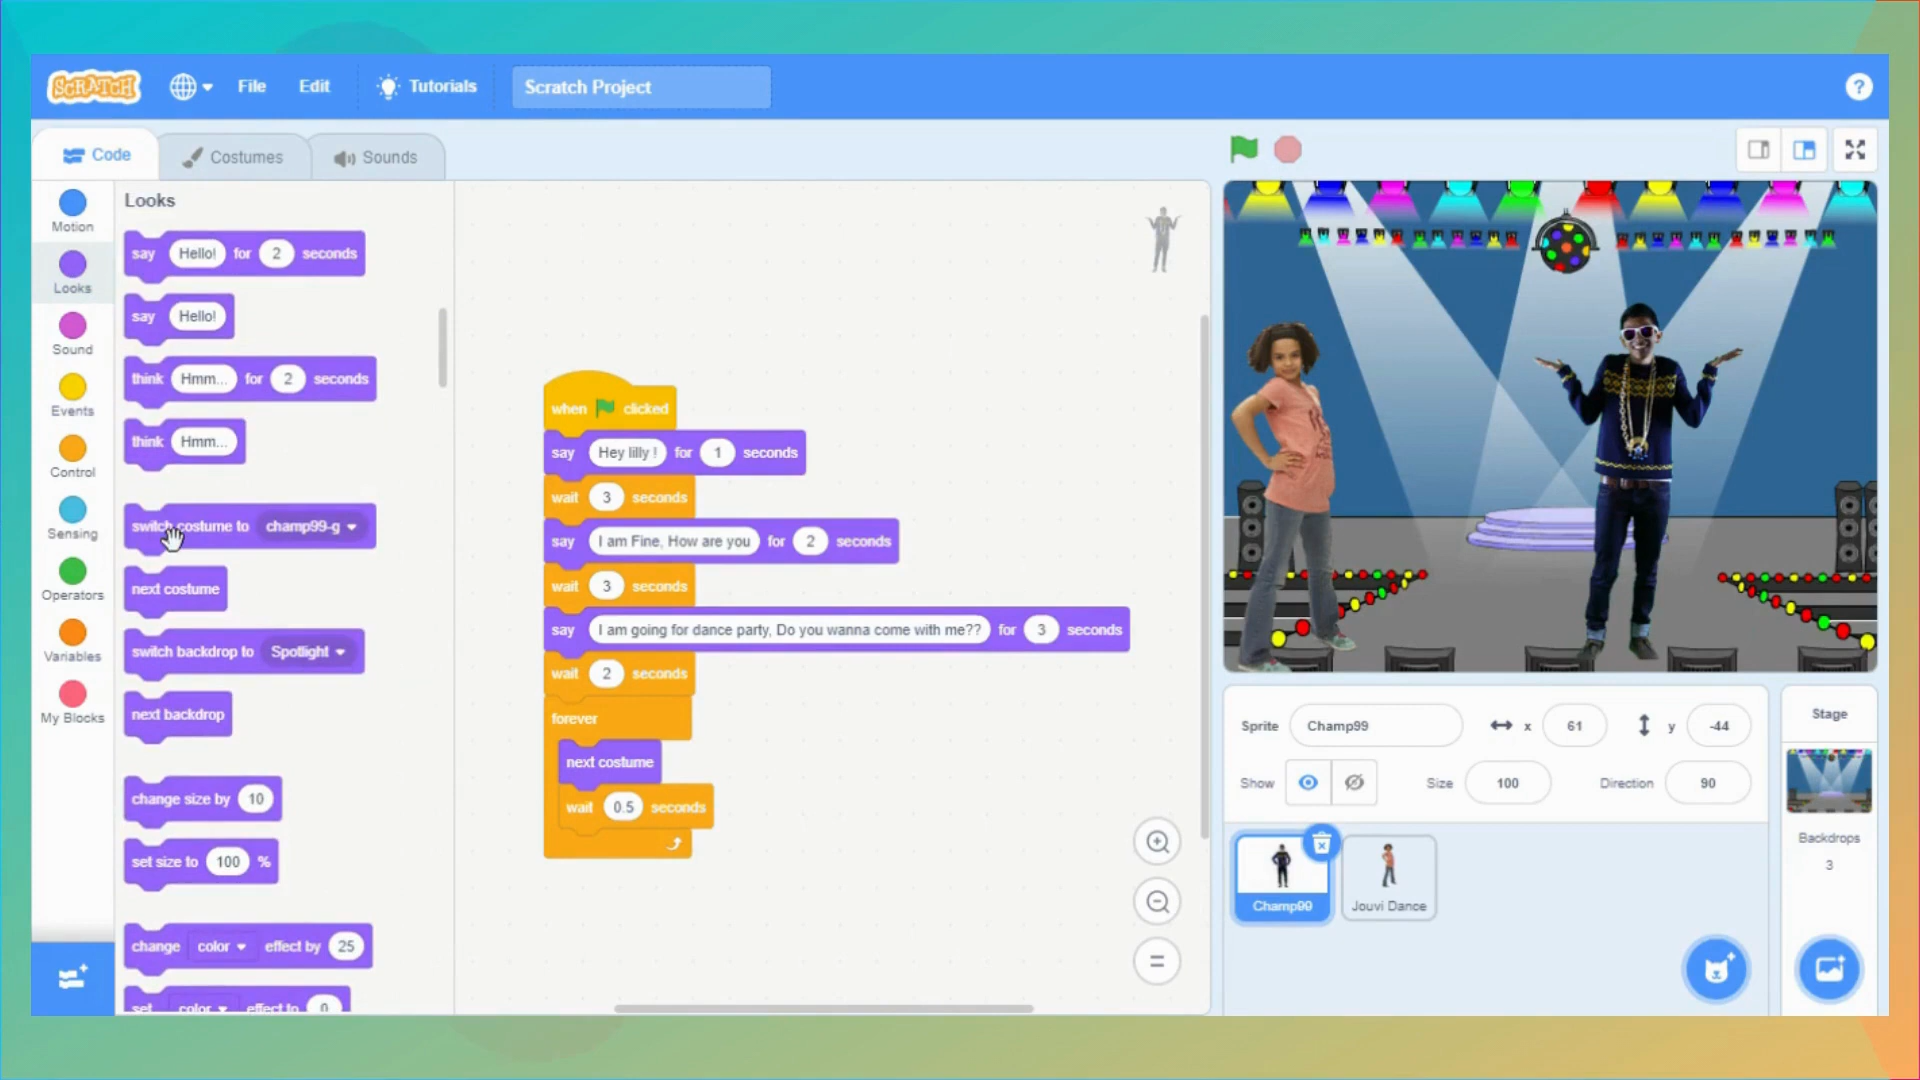 SCRATCH File Edit Tutorials Scratch Project ?
Code Costumes Sounds
Motion
Looks
Sound
Events
Control
Sensing
Operators
Variables
My Blocks
Looks
say Hello! for 2 seconds
say Hello!
think Hmm... for 2 seconds
think Hmm...
switch costume to champ99-g
next costume
switch backdrop to Spotlight
next backdrop
change size by 10
set size to 100 %
change color effect by 25
set color effect to 0
when clicked
say Hey lilly ! for 1 seconds
wait 3 seconds
say I am Fine, How are you for 2 seconds
wait 3 seconds
say I am going for dance party, Do you wanna come with me?? for 3 seconds
wait 2 seconds
forever
next costume
wait 0.5 seconds
Sprite Champ99 x 61 y -44
Show Size 100 Direction 90
Champ99
Jouvi Dance
Stage
Backdrops
3